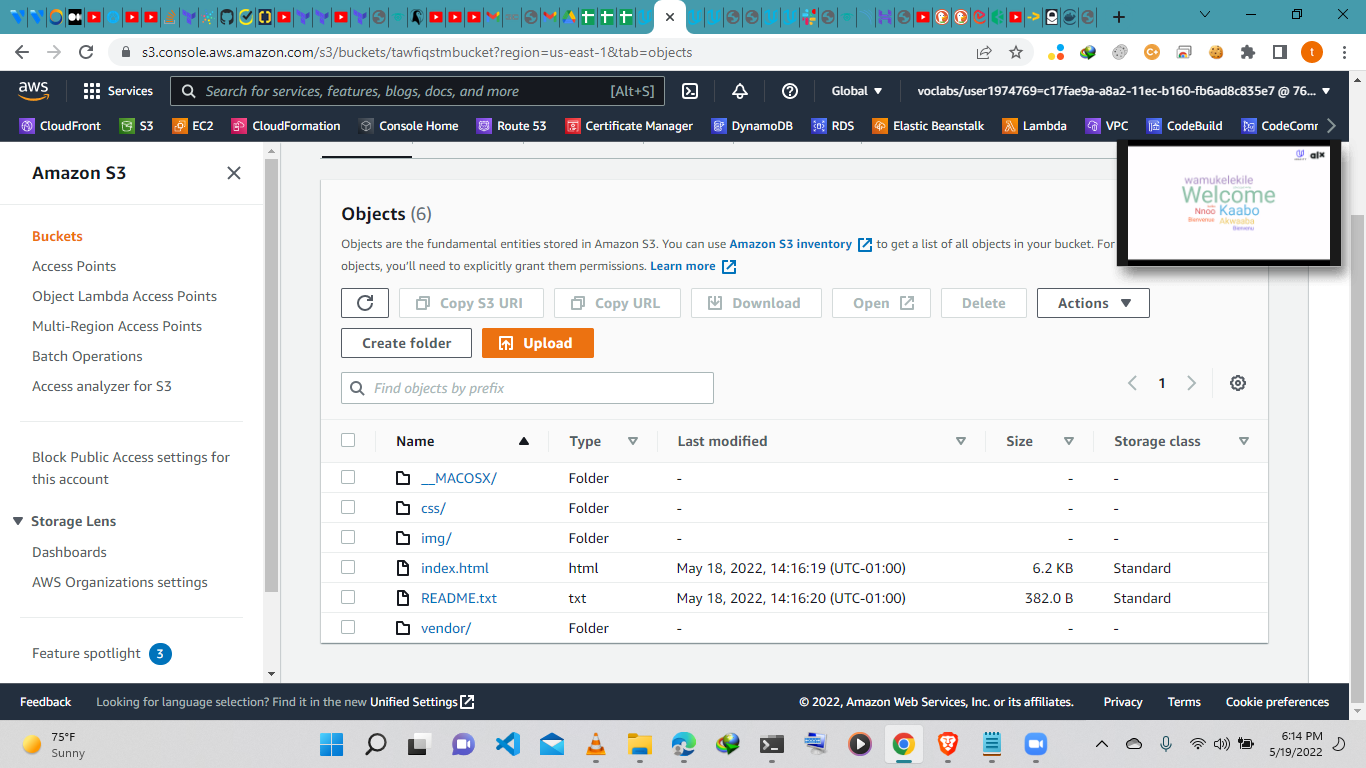 s3.console.aws.amazon.com/s3/buckets/tawfiqstmbucket?region=us-east-1&tab=objects
aws
Services
Search for services, features, blogs, docs, and more
[Alt+S]
Global
voclabs/user1974769=c17fae9a-a8a2-11ec-b160-fb6ad8c835e7 @ 76...
CloudFront
S3
EC2
CloudFormation
Console Home
Route 53
Certificate Manager
DynamoDB
RDS
Elastic Beanstalk
Lambda
VPC
CodeBuild
CodeComm
Amazon S3
Buckets
Access Points
Object Lambda Access Points
Multi-Region Access Points
Batch Operations
Access analyzer for S3
Block Public Access settings for
this account
Storage Lens
Dashboards
AWS Organizations settings
Feature spotlight 3
wamukelekile
Welcome
Nnoo Kaabo
Akwaaba
Objects (6)
Objects are the fundamental entities stored in Amazon S3. You can use Amazon S3 inventory to get a list of all objects in your bucket. For
objects, you'll need to explicitly grant them permissions. Learn more
Copy S3 URI
Copy URL
Download
Open
Delete
Actions
Create folder
Upload
Find objects by prefix
1
Name Type Last modified Size Storage class
__MACOSX/ Folder - - -
css/ Folder - - -
img/ Folder - - -
index.html html May 18, 2022, 14:16:19 (UTC-01:00) 6.2 KB Standard
README.txt txt May 18, 2022, 14:16:20 (UTC-01:00) 382.0 B Standard
vendor/ Folder - - -
Feedback
Looking for language selection? Find it in the new Unified Settings
© 2022, Amazon Web Services, Inc. or its affiliates.
Privacy
Terms
Cookie preferences
75°F
Sunny
6:14 PM
5/19/2022